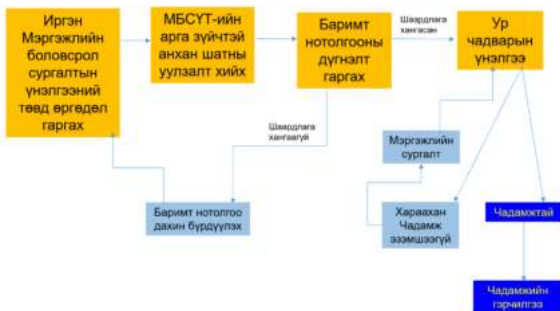 Иргэн
Мэргэжлийн
боловсрол
сургалтын
үнэлгээний
төвд өргөдөл
гаргах
МБСҮТ-ийн
арга зүйчтэй
анхан шатны
уулзалт хийх
Баримт
нотолгооны
дүгнэлт
гаргах
Шаардлага
хангасан
Ур
чадварын
үнэлгээ
Шаардлага
хангаагүй
Мэргэжлийн
сургалт
Баримт нотолгоо
дахин бүрдүүлэх
Хараахан
Чадамж
эзэмшээгүй
Чадамжтай
Чадамжийн
гэрчилгээ